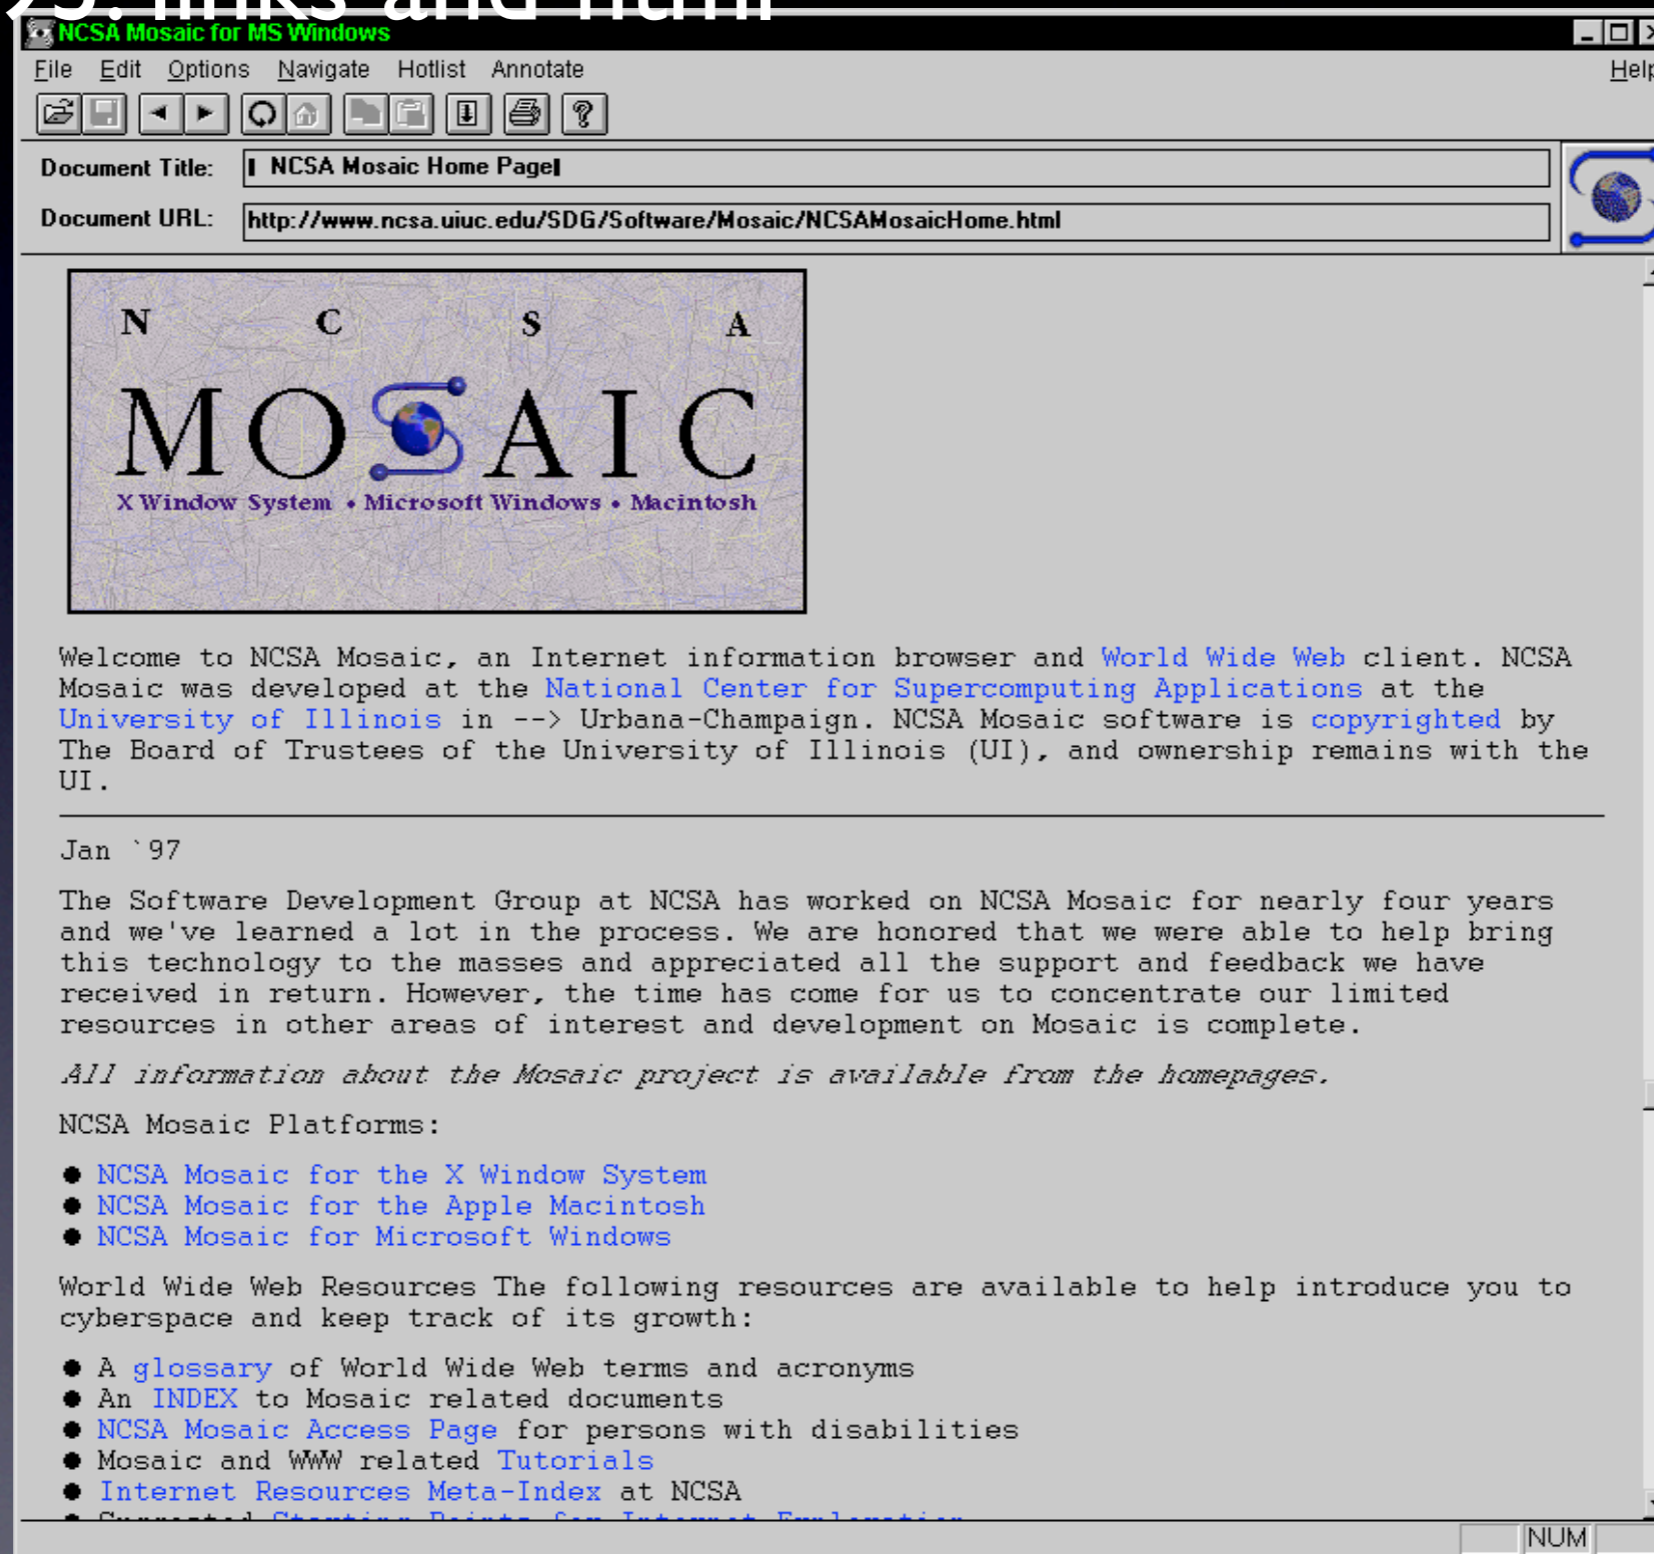 links and html
NCSA Mosaic for MS Windows
File Edit Options Navigate Hotlist Annotate Help
Document Title: NCSA Mosaic Home Page
Document URL: http://www.ncsa.uiuc.edu/SDG/Software/Mosaic/NCSAMosaicHome.html
N C S A
MOSAIC
X Window System • Microsoft Windows • Macintosh
Welcome to NCSA Mosaic, an Internet information browser and World Wide Web client. NCSA
Mosaic was developed at the National Center for Supercomputing Applications at the
University of Illinois in --> Urbana-Champaign. NCSA Mosaic software is copyrighted by
The Board of Trustees of the University of Illinois (UI), and ownership remains with the
UI.
Jan `97
The Software Development Group at NCSA has worked on NCSA Mosaic for nearly four years
and we've learned a lot in the process. We are honored that we were able to help bring
this technology to the masses and appreciated all the support and feedback we have
received in return. However, the time has come for us to concentrate our limited
resources in other areas of interest and development on Mosaic is complete.
All information about the Mosaic project is available from the homepages.
NCSA Mosaic Platforms:
● NCSA Mosaic for the X Window System
● NCSA Mosaic for the Apple Macintosh
● NCSA Mosaic for Microsoft Windows
World Wide Web Resources The following resources are available to help introduce you to
cyberspace and keep track of its growth:
● A glossary of World Wide Web terms and acronyms
● An INDEX to Mosaic related documents
● NCSA Mosaic Access Page for persons with disabilities
● Mosaic and WWW related Tutorials
● Internet Resources Meta-Index at NCSA
● Suggested Starting Points for Internet Exploration
NUM